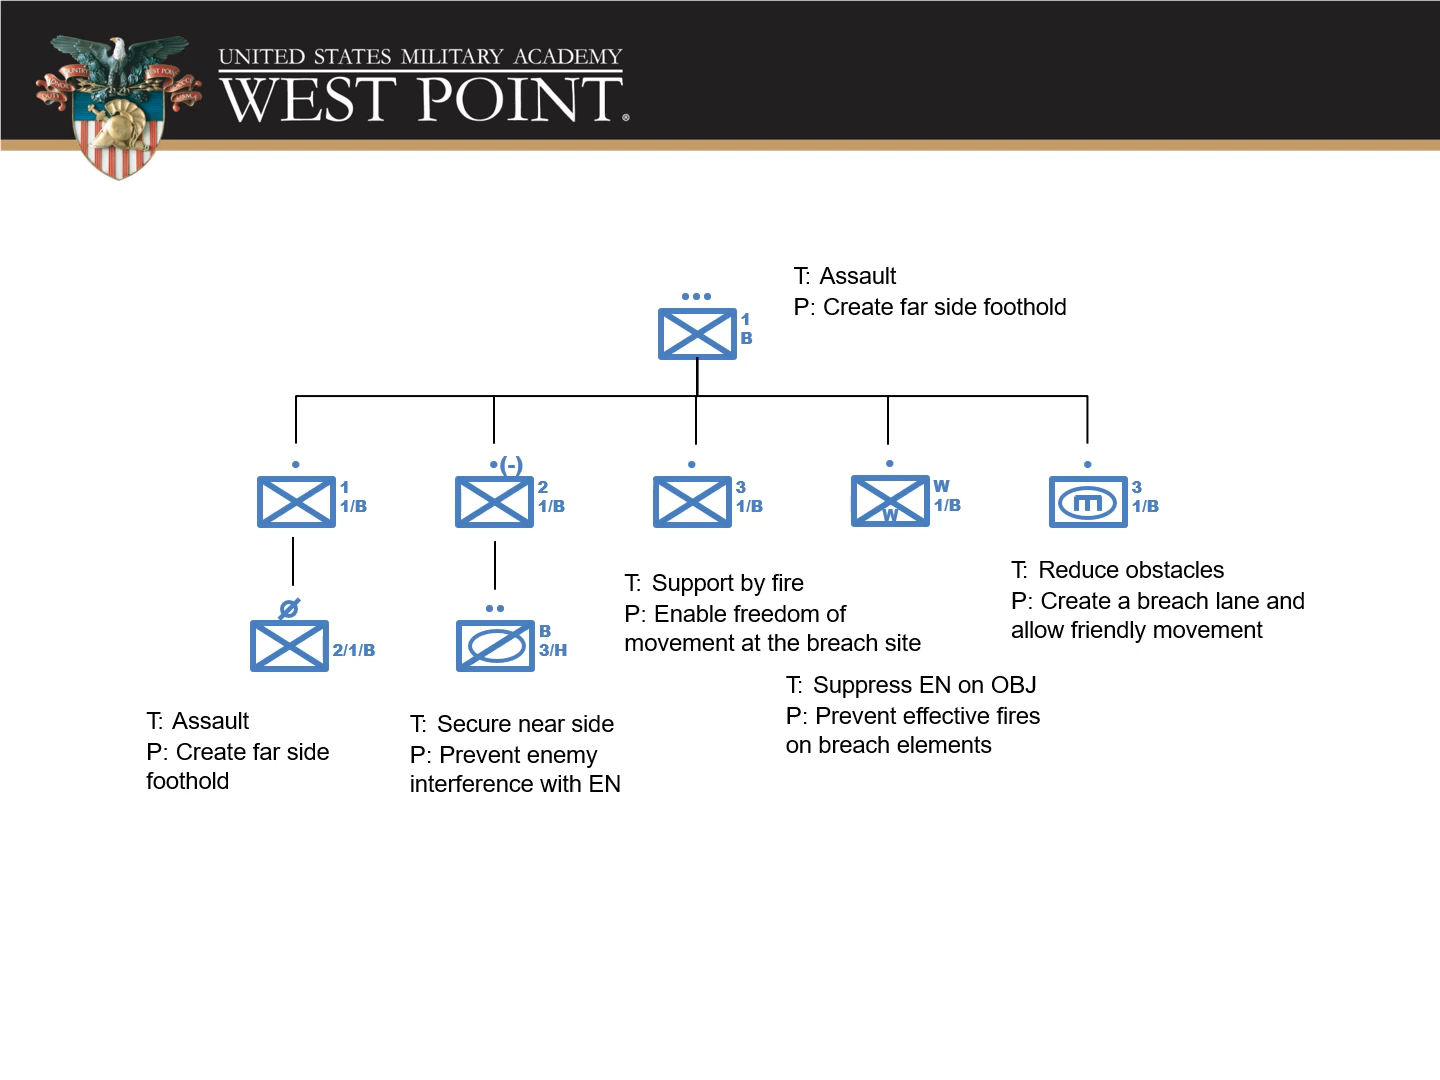 UNITED STATES MILITARY ACADEMY
WEST POINT®
T: Assault
P: Create far side foothold
1
B
(-)
1
1/B
2
1/B
3
1/B
W
W
1/B
3
1/B
2/1/B
B
3/H
T: Support by fire
P: Enable freedom of
movement at the breach site
T: Reduce obstacles
P: Create a breach lane and
allow friendly movement
T: Suppress EN on OBJ
P: Prevent effective fires
on breach elements
T: Assault
P: Create far side
foothold
T: Secure near side
P: Prevent enemy
interference with EN